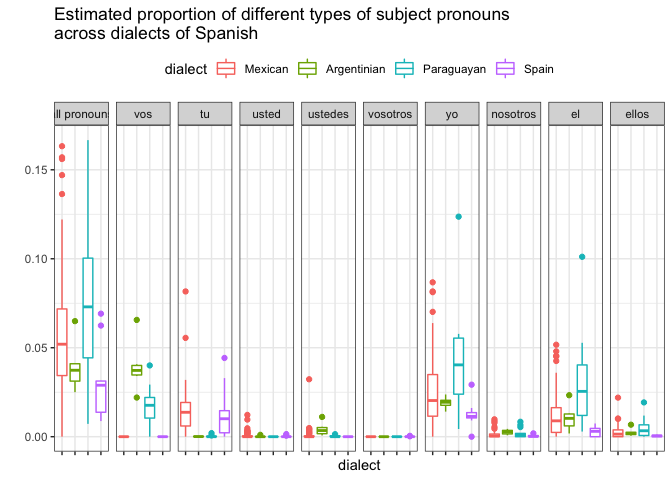 Estimated proportion of different types of subject pronouns
across dialects of Spanish
dialect Mexican Argentinian Paraguayan Spain
ll pronouns vos tu usted ustedes vosotros yo nosotros el ellos
0.15
0.10
0.05
0.00
dialect